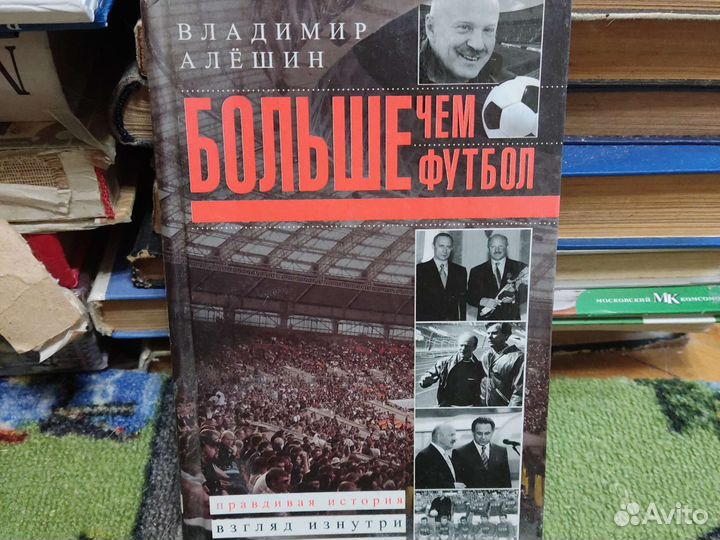 ВЛАДИМИР
АЛЁШИН
БОЛЬШЕ ЧЕМ
ФУТБОЛ
МОСКОВСКИЙ МК КОМСОМО
правдивая история
взгляд изнутри
Avito